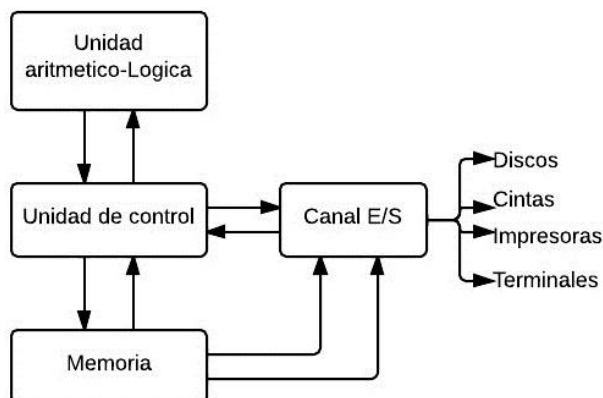 Unidad
aritmetico-Logica
Unidad de control
Canal E/S
Discos
Cintas
Impresoras
Terminales
Memoria